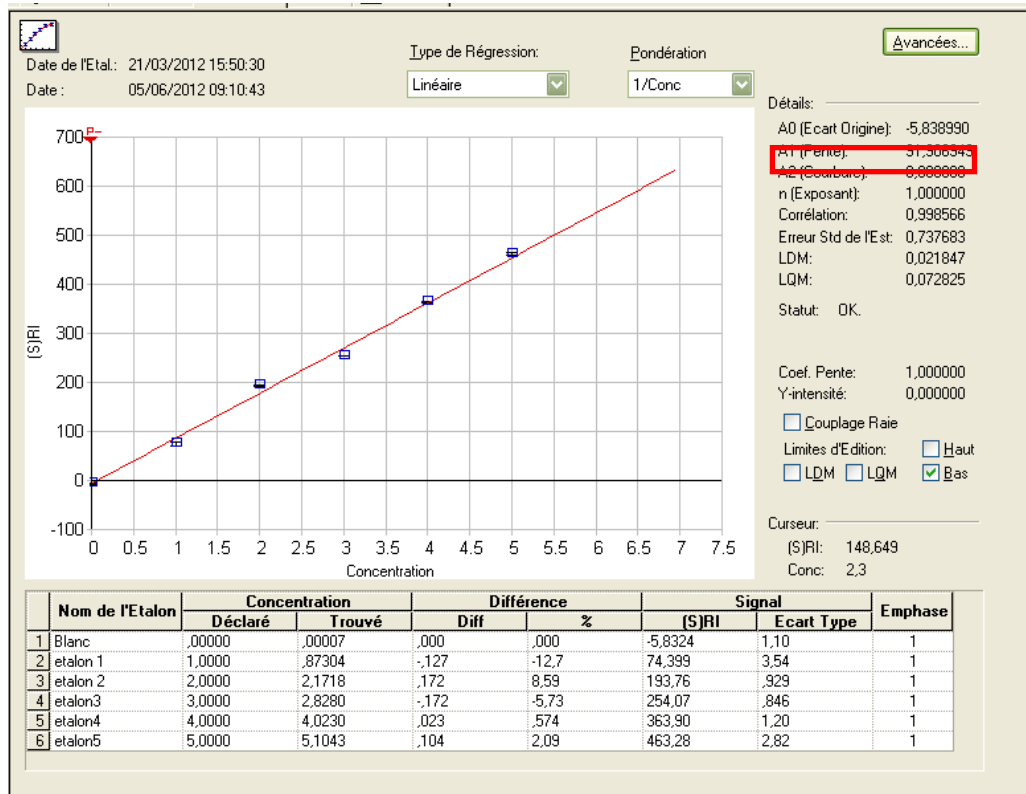 Date de l'Etal.: 21/03/2012 15:50:30
Date : 05/06/2012 09:10:43
Type de Régression:
Linéaire
Pondération
1/Conc
Avancées...
Détails:
A0 (Ecart Origine): -5,838990
A1 (Pente): 91,906949
A2 (Courbure): 0,000000
n (Exposant): 1,000000
Corrélation: 0,998566
Erreur Std de l'Est: 0,737683
LDM: 0,021847
LQM: 0,072825
Statut: OK.
Coef. Pente: 1,000000
Y-intensité: 0,000000
Couplage Raie
Limites d'Edition: Haut
LDM LQM Bas
Curseur:
(S)RI: 148,649
Conc: 2,3
P-
700
600
500
400
300
200
100
0
-100
(S)RI
0 0.5 1 1.5 2 2.5 3 3.5 4 4.5 5 5.5 6 6.5 7 7.5
Concentration
Nom de l'Etalon Concentration Différence Signal Emphase
Déclaré Trouvé Diff % (S)RI Ecart Type
1 Blanc ,00000 ,00007 ,000 ,000 -5,8324 1,10 1
2 etalon 1 1,0000 ,87304 -,127 -12,7 74,399 3,54 1
3 etalon 2 2,0000 2,1718 ,172 8,59 193,76 ,929 1
4 etalon3 3,0000 2,8280 -,172 -5,73 254,07 ,846 1
5 etalon4 4,0000 4,0230 ,023 ,574 363,90 1,20 1
6 etalon5 5,0000 5,1043 ,104 2,09 463,28 2,82 1